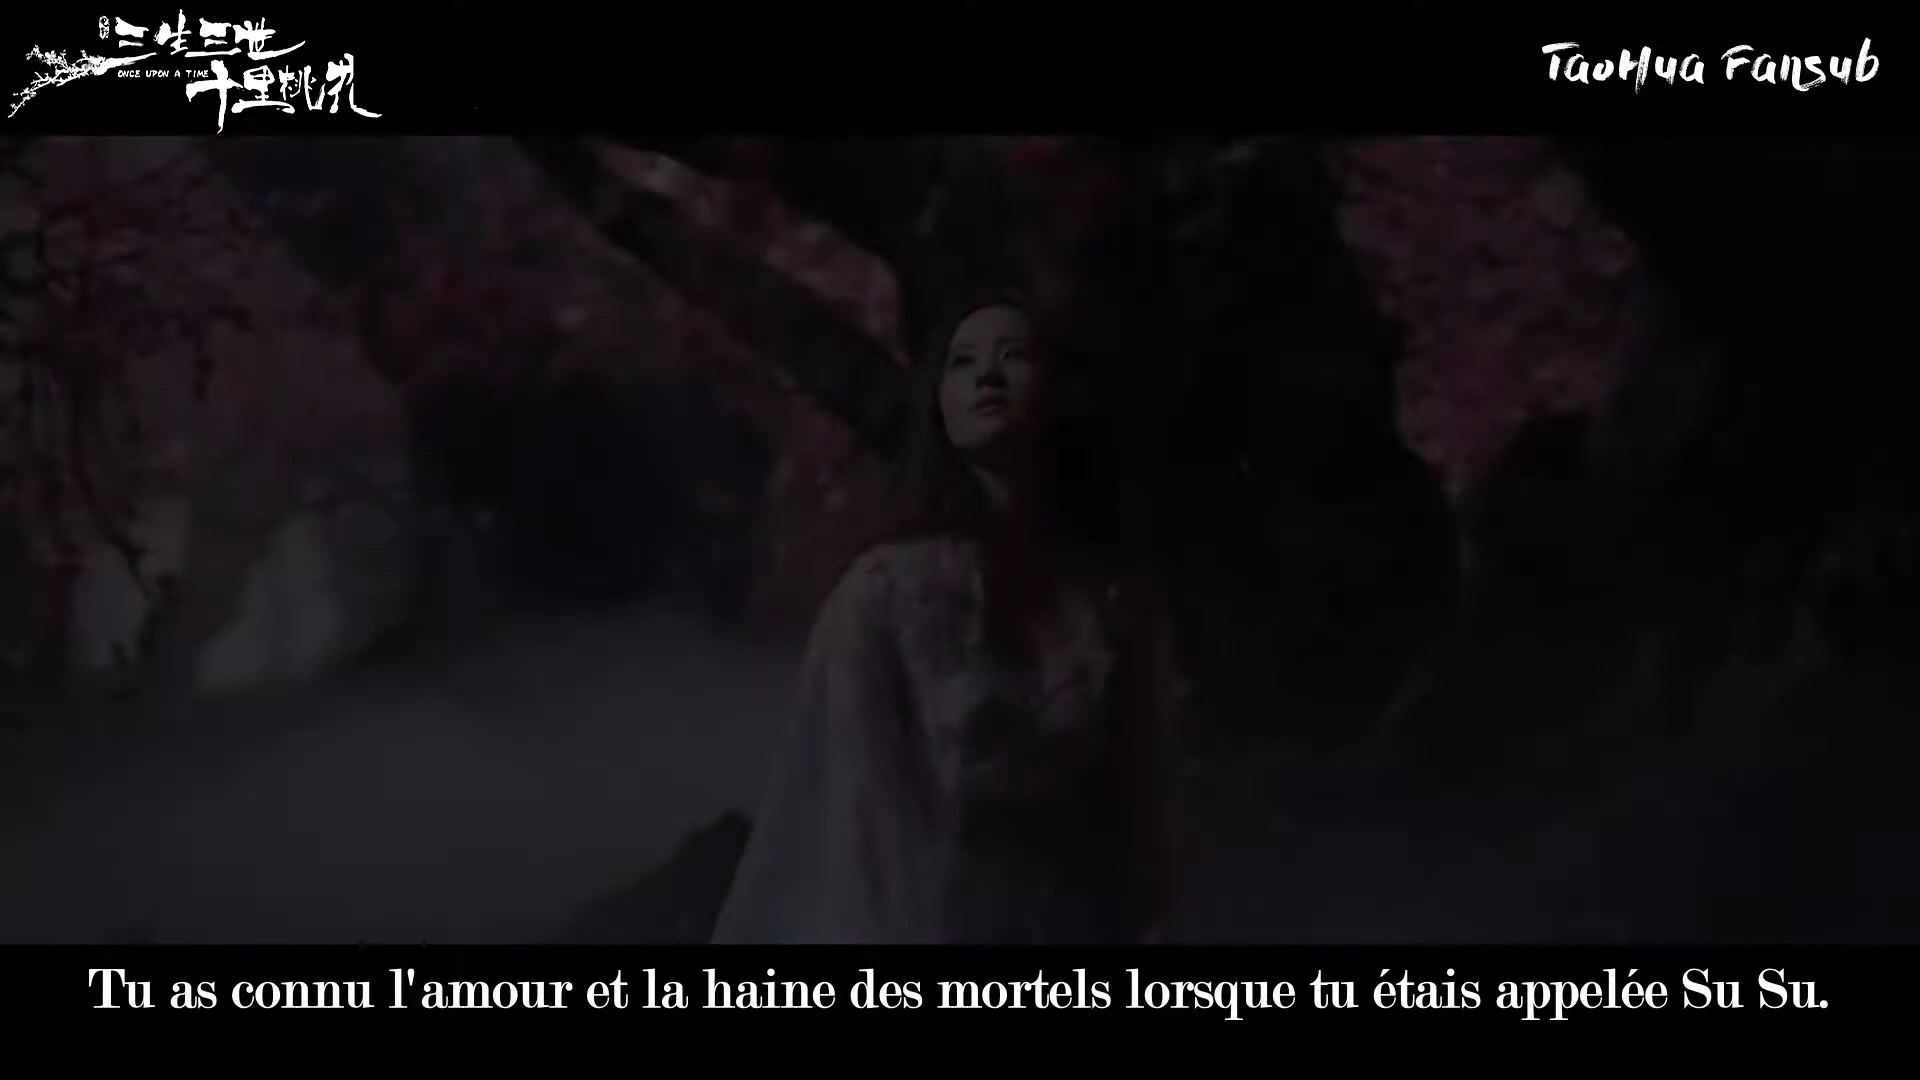 三生三世
ONCE UPON A TIME
十里桃花
TaoHua Fansub
Tu as connu l'amour et la haine des mortels lorsque tu étais appelée Su Su.